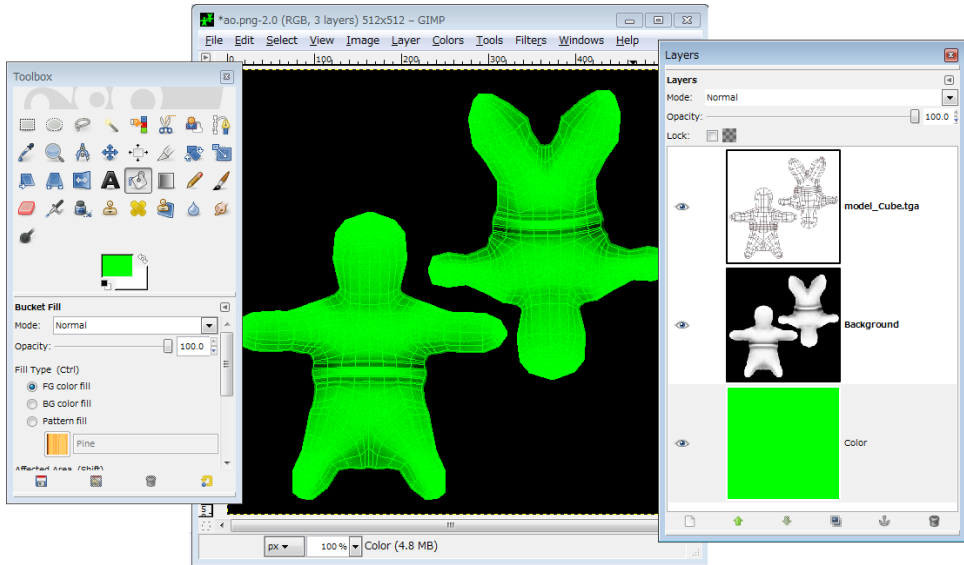 *ao.png-2.0 (RGB, 3 layers) 512x512 – GIMP
File Edit Select View Image Layer Colors Tools Filters Windows Help
0 100 200 300 400
px 100 % Color (4.8 MB)
Toolbox
Bucket Fill
Mode: Normal
Opacity: 100.0
Fill Type (Ctrl)
FG color fill
BG color fill
Pattern fill
Pine
Affected Area (Shift)
Layers
Layers
Mode: Normal
Opacity: 100.0
Lock:
model_Cube.tga
Background
Color